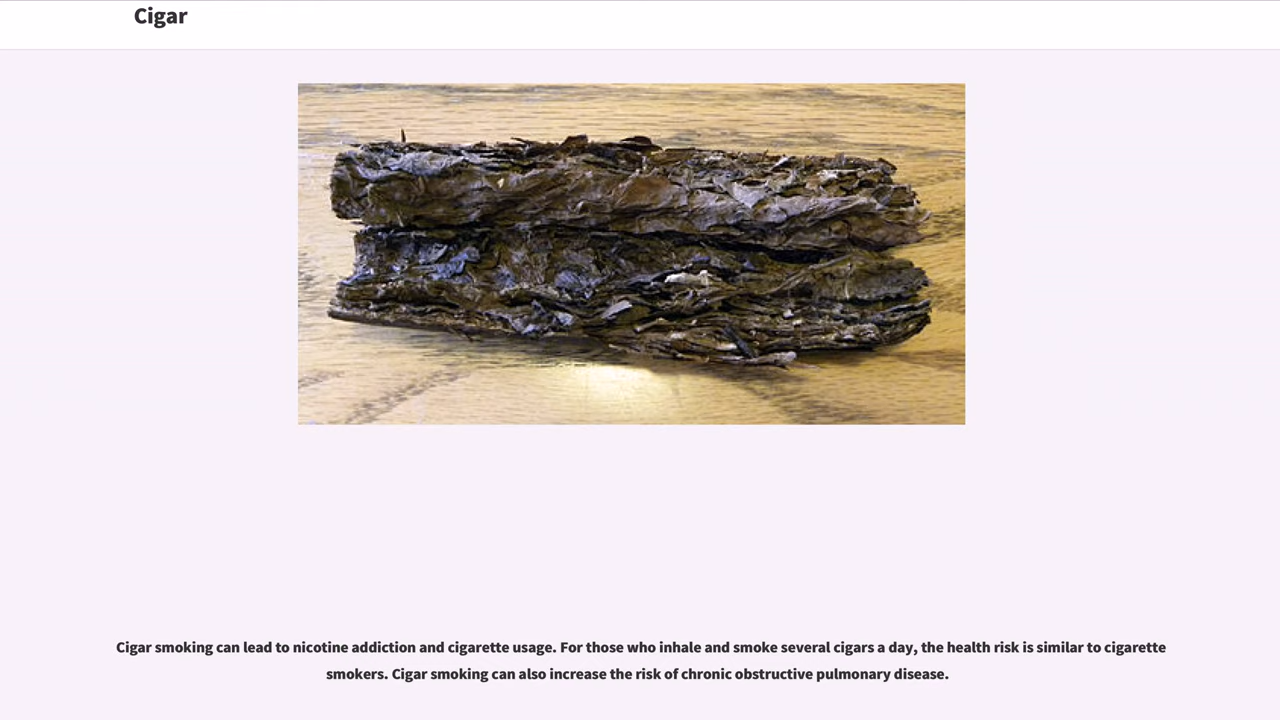 Cigar
Cigar smoking can lead to nicotine addiction and cigarette usage. For those who inhale and smoke several cigars a day, the health risk is similar to cigarette
smokers. Cigar smoking can also increase the risk of chronic obstructive pulmonary disease.